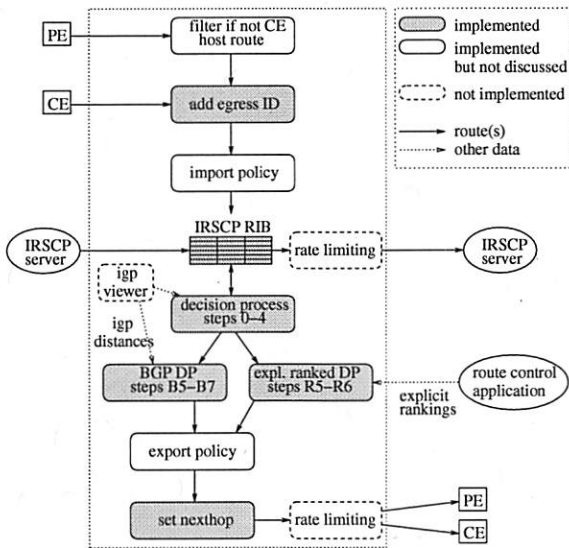 PE
filter if not CE
host route
CE
add egress ID
import policy
IRSCP RIB
IRSCP
server
rate limiting
IRSCP
server
igp
viewer
decision process
steps 0–4
igp
distances
BGP DP
steps B5–B7
expl. ranked DP
steps R5–R6
explicit
rankings
route control
application
export policy
set nexthop
rate limiting
PE
CE
implemented
implemented
but not discussed
not implemented
route(s)
other data